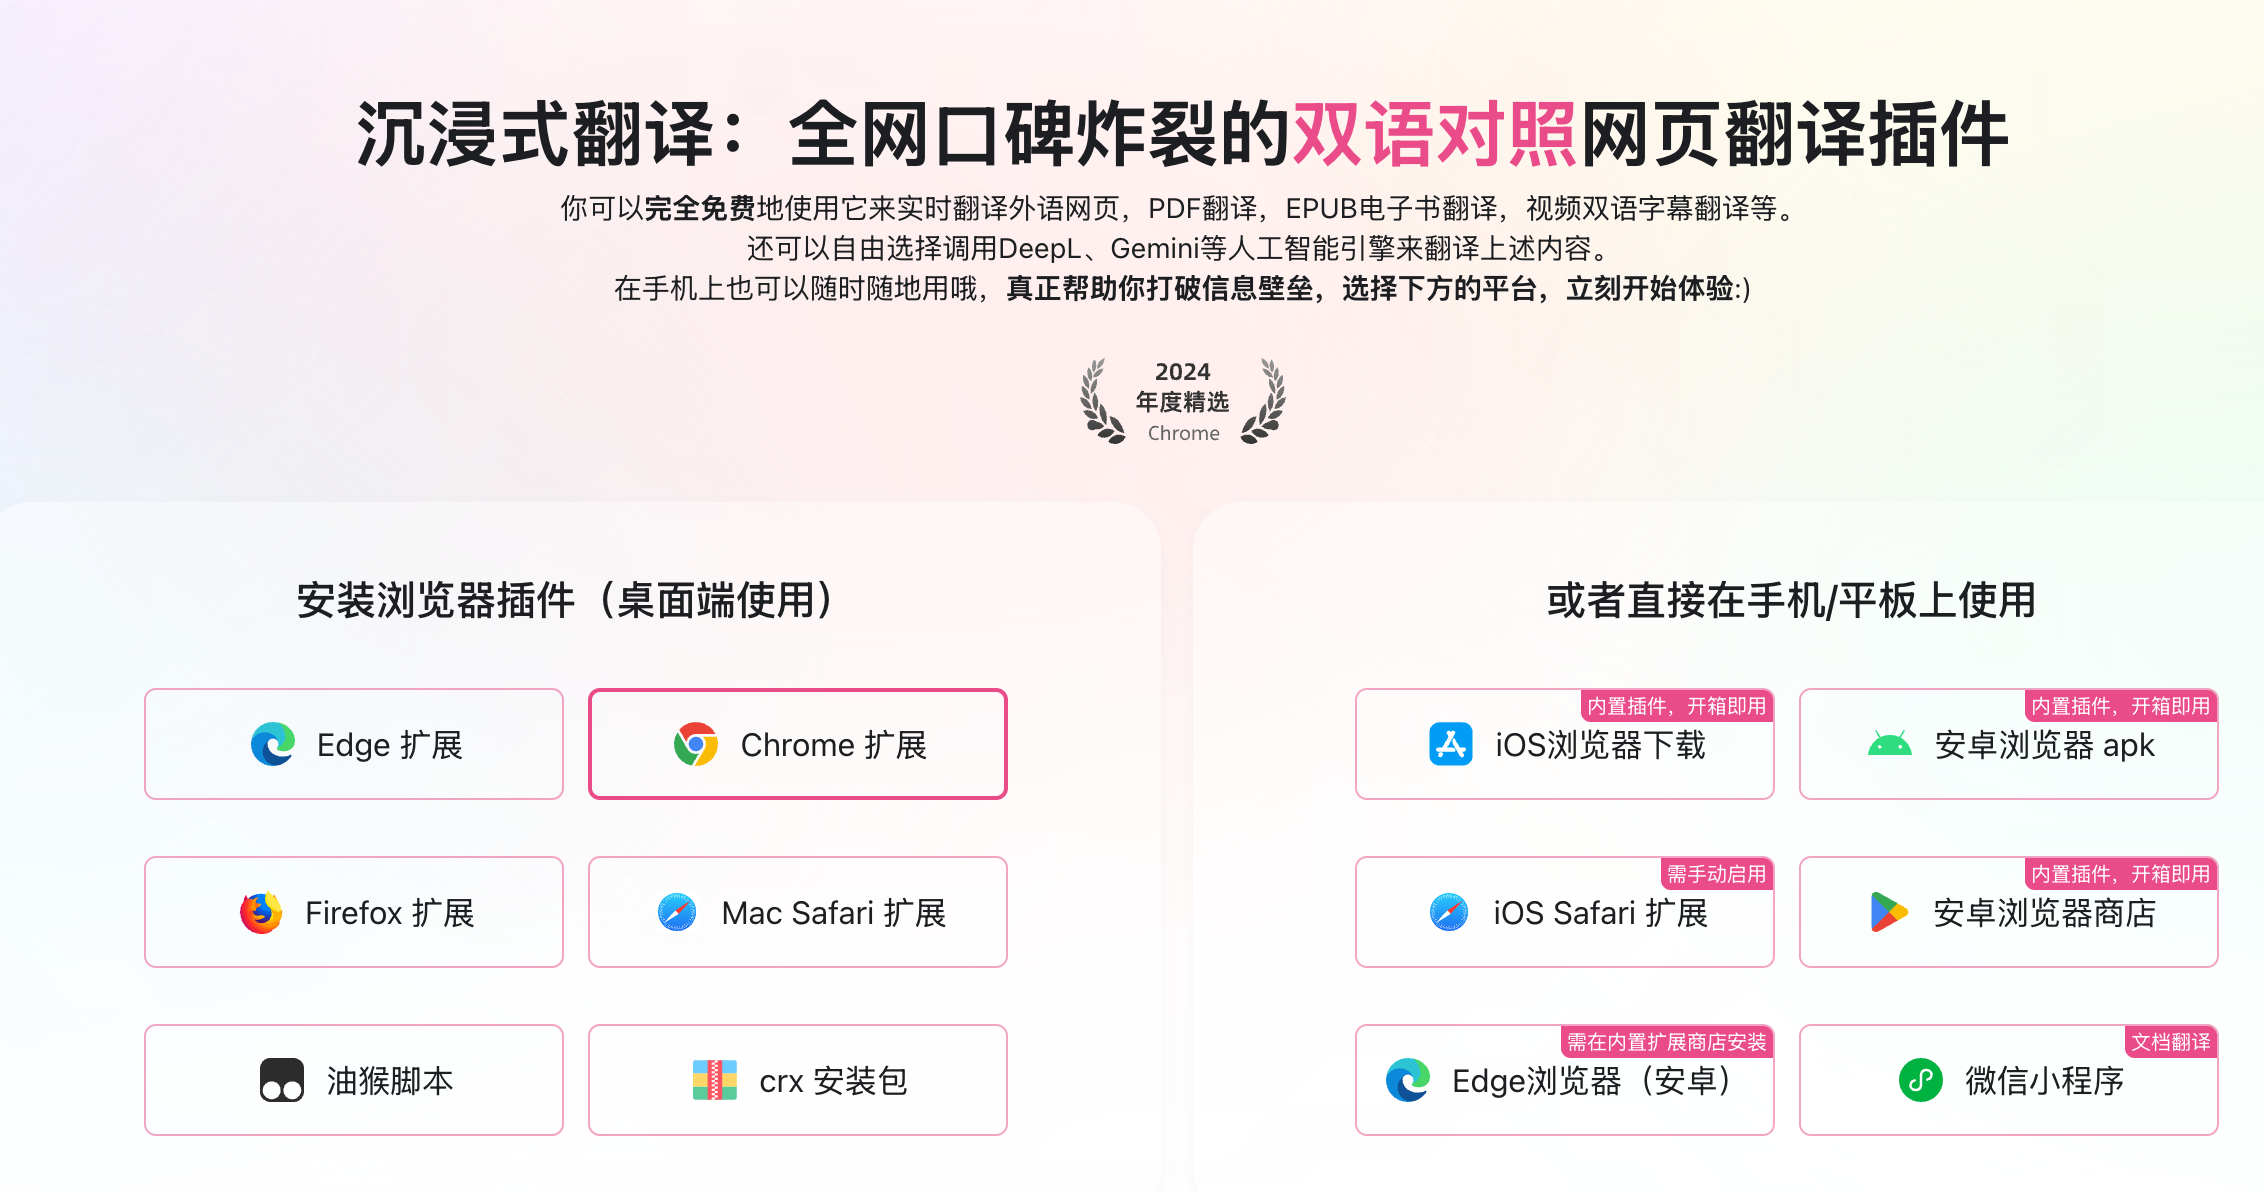 沉浸式翻译：全网口碑炸裂的双语对照网页翻译插件
你可以完全免费地使用它来实时翻译外语网页，PDF翻译，EPUB电子书翻译，视频双语字幕翻译等。
还可以自由选择调用DeepL、Gemini等人工智能引擎来翻译上述内容。
在手机上也可以随时随地用哦，真正帮助你打破信息壁垒，选择下方的平台，立刻开始体验:)
2024
年度精选
Chrome
安装浏览器插件（桌面端使用）
Edge 扩展
Chrome 扩展
Firefox 扩展
Mac Safari 扩展
油猴脚本
crx 安装包
或者直接在手机/平板上使用
内置插件，开箱即用
iOS浏览器下载
内置插件，开箱即用
安卓浏览器 apk
需手动启用
iOS Safari 扩展
内置插件，开箱即用
安卓浏览器商店
需在内置扩展商店安装
Edge浏览器（安卓）
文档翻译
微信小程序